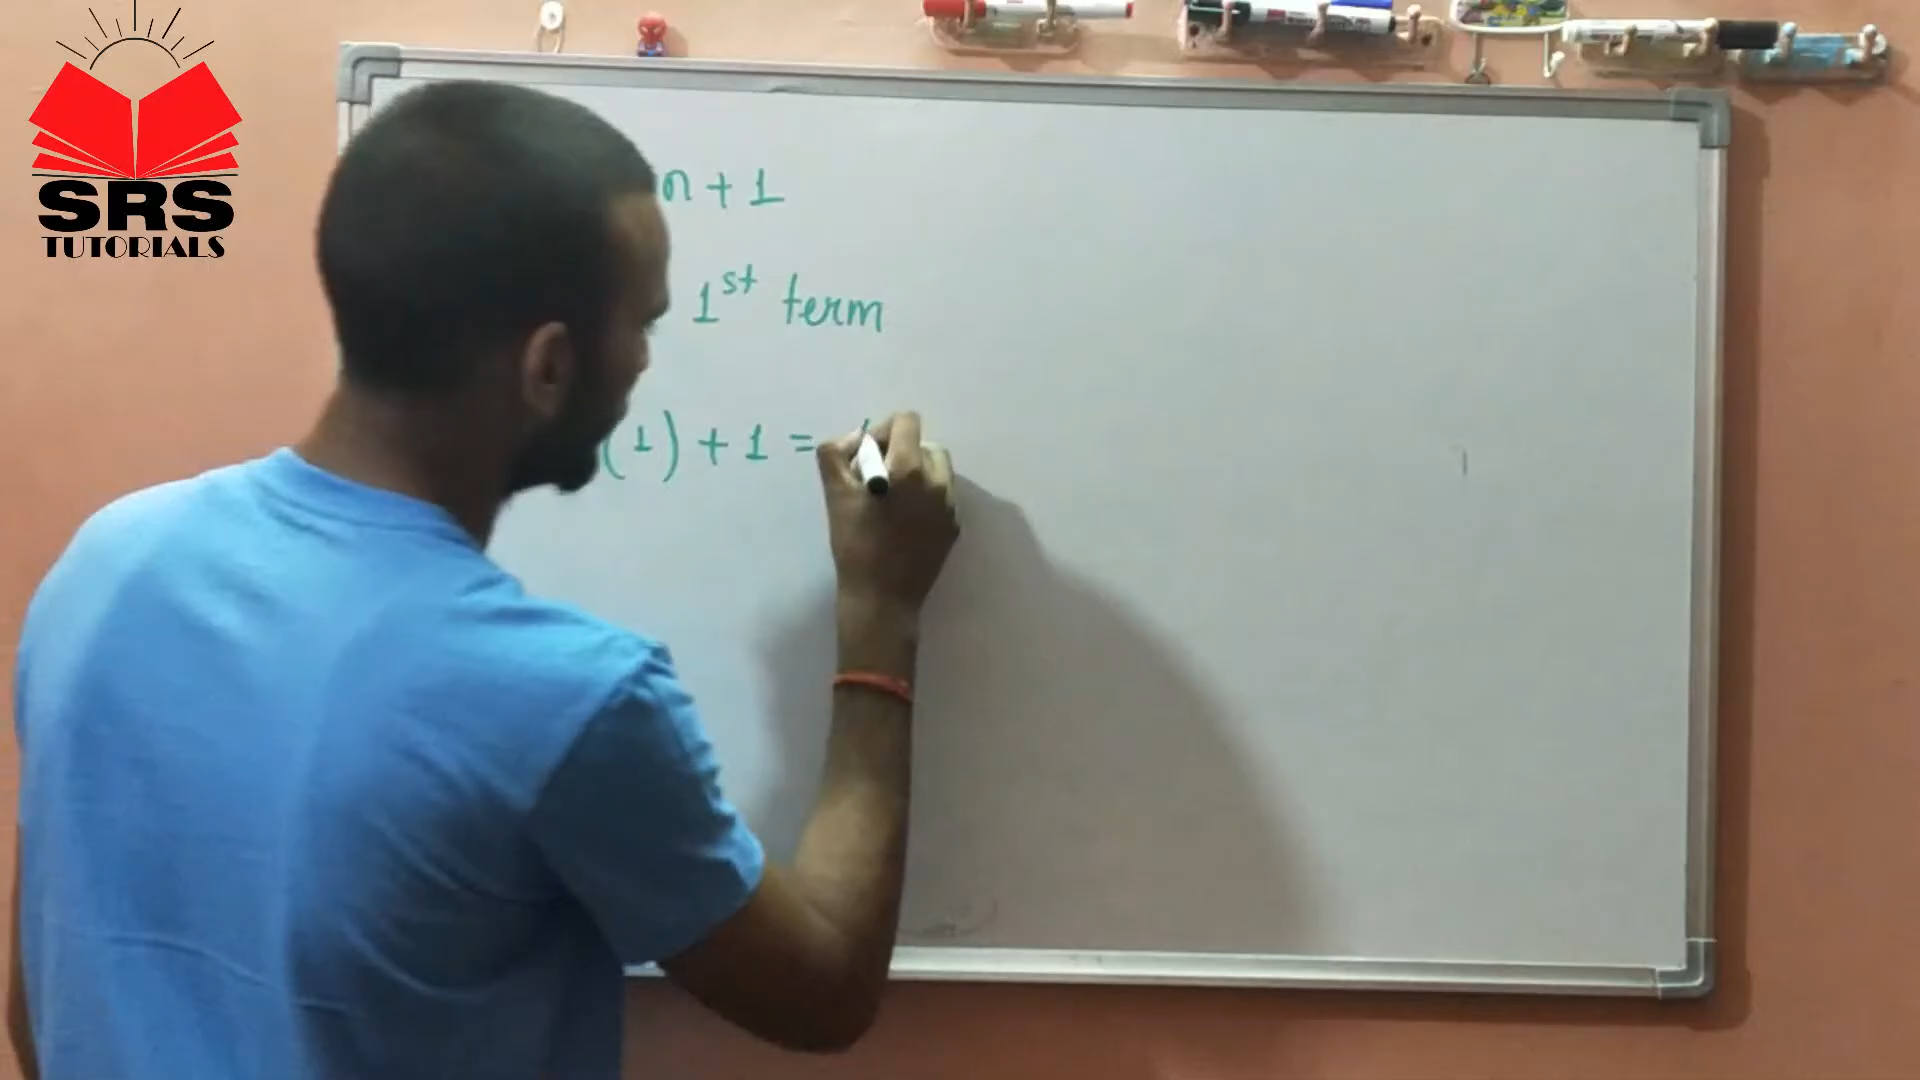 SRS
TUTORIALS
n + 1
1st term
(1) + 1 =